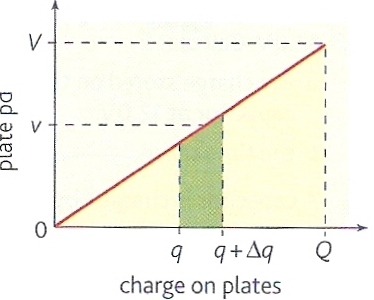 V
v
plate pd
0
q q + Δq Q
charge on plates